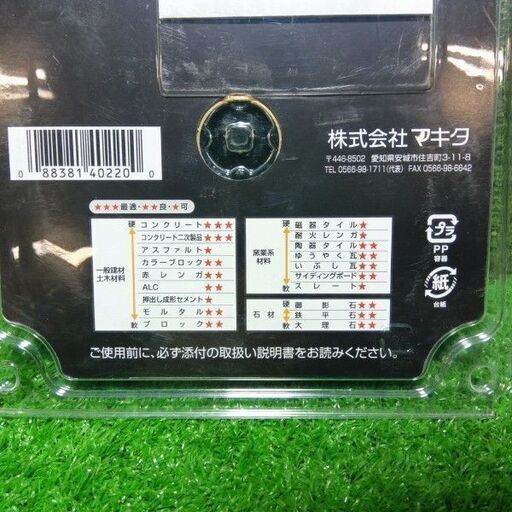 株式会社マキタ
〒446-8502 愛知県安城市住吉町3-11-8
TEL 0566-98-1711(代表) FAX 0566-98-6642
0 88381 40220 0
★★★最適・★★良・★可
一般建材
土木材料
硬 コンクリート ★★★
コンクリート二次製品 ★★★
アスファルト ★
カラーブロック ★★
赤レンガ ★★
ALC ★
押出し成形セメント ★
モルタル ★★
軟 ブロック ★★
窯業系
材料
硬 磁器タイル ★
耐火レンガ ★
陶器タイル ★★
ゆうやく瓦 ★★
いぶし瓦 ★★
サイディングボード ★★
軟 スレート ★
石材
硬 御影石 ★★
鉄平石 ★★
軟 大理石 ★★
プラ
PP
容器
紙
台紙
ご使用前に、必ず添付の取扱い説明書をお読みください。